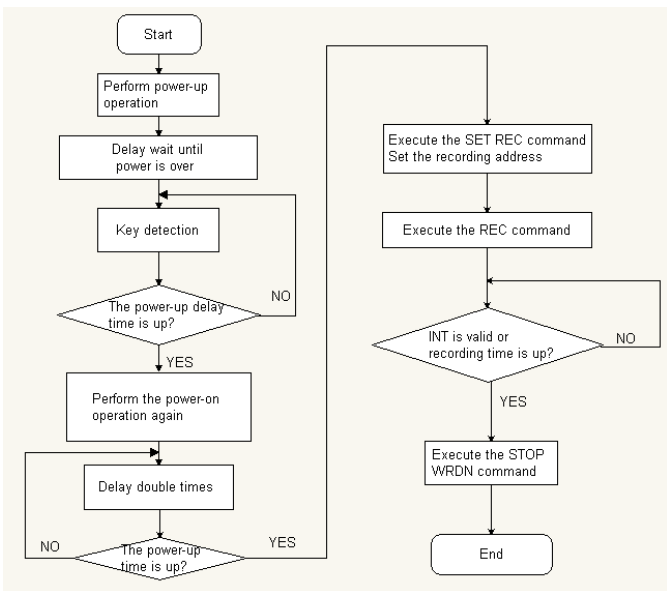 Start
Perform power-up
operation
Delay wait until
power is over
Key detection
The power-up delay
time is up?
NO
YES
Perform the power-on
operation again
Delay double times
The power-up
time is up?
NO
YES
Execute the SET REC command
Set the recording address
Execute the REC command
INT is valid or
recording time is up?
NO
YES
Execute the STOP
WRDN command
End